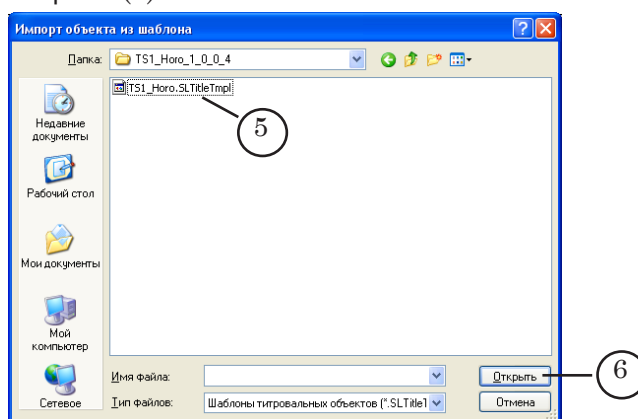 Импорт объекта из шаблона
Папка: TS1_Horo_1_0_0_4
TS1_Horo.SLTitleTmpl
5
Недавние
документы
Рабочий стол
Мои документы
Мой
компьютер
Сетевое
Имя файла:
Открыть
6
Тип файлов: Шаблоны титровальных объектов (*.SLTitleT
Отмена